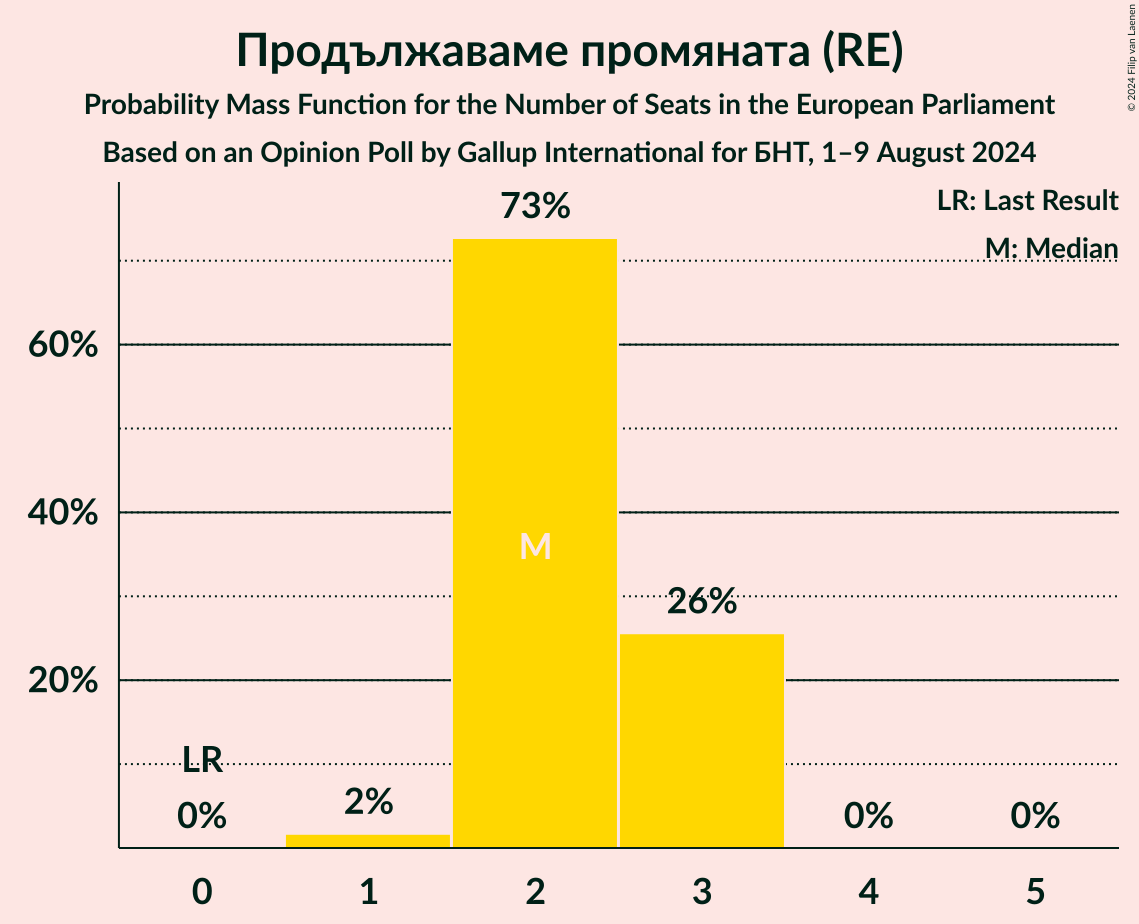 Продължаваме промяната (RE)
Probability Mass Function for the Number of Seats in the European Parliament
Based on an Opinion Poll by Gallup International for БНТ, 1–9 August 2024
© 2024 Filip van Laenen
LR: Last Result
M: Median
73%
60%
40%
M
26%
20%
LR
0%
2%
0%
0%
0 1 2 3 4 5